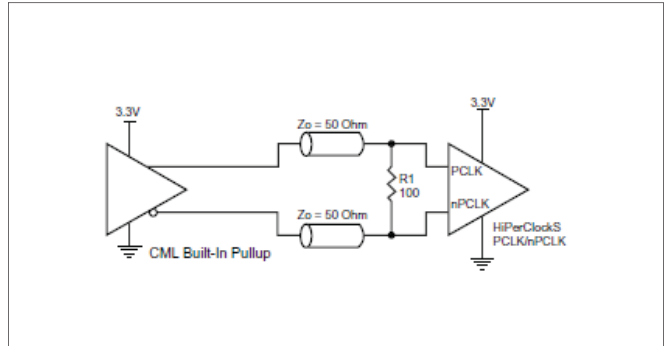 3.3V
3.3V
Zo = 50 Ohm
PCLK
R1
100
nPCLK
Zo = 50 Ohm
HiPerClockS
PCLK/nPCLK
CML Built-In Pullup